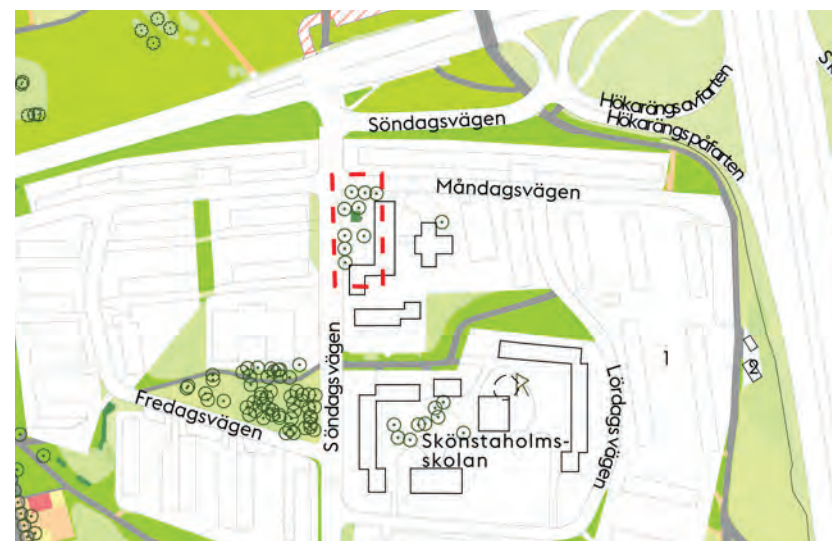 Söndagsvägen
Hökarängsavfarten
Hökarängspåfarten
Måndagsvägen
Söndagsvägen
Fredagsvägen
Lördagsvägen
1
Skönstaholms-
skolan